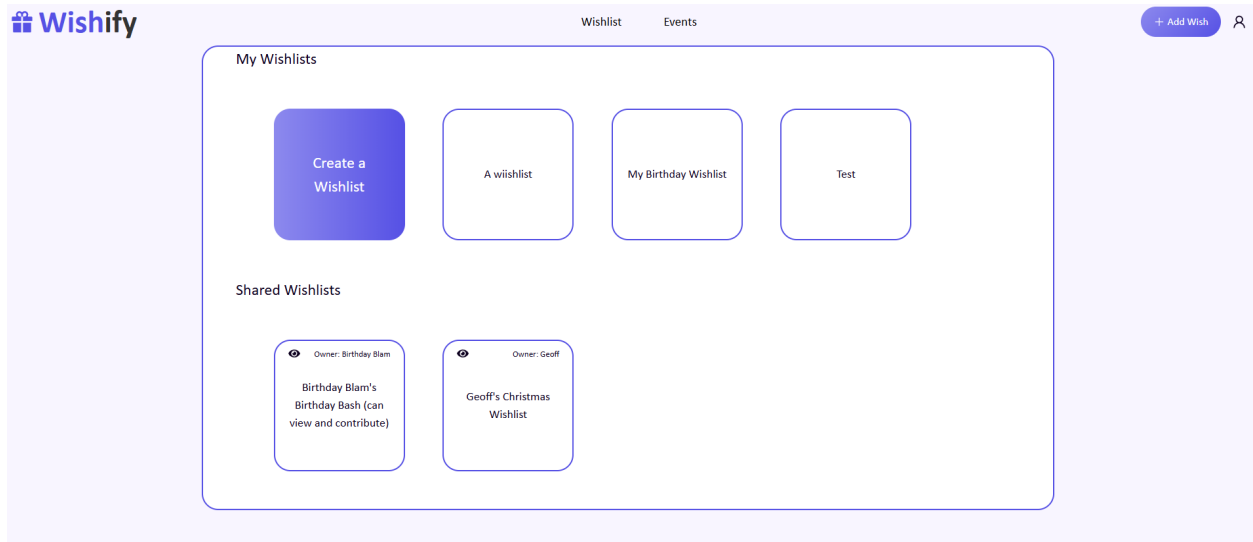 Wishify
Wishlist
Events
+ Add Wish
My Wishlists
Create a
Wishlist
A wiishlist
My Birthday Wishlist
Test
Shared Wishlists
Owner: Birthday Blam
Birthday Blam's
Birthday Bash (can
view and contribute)
Owner: Geoff
Geoff's Christmas
Wishlist